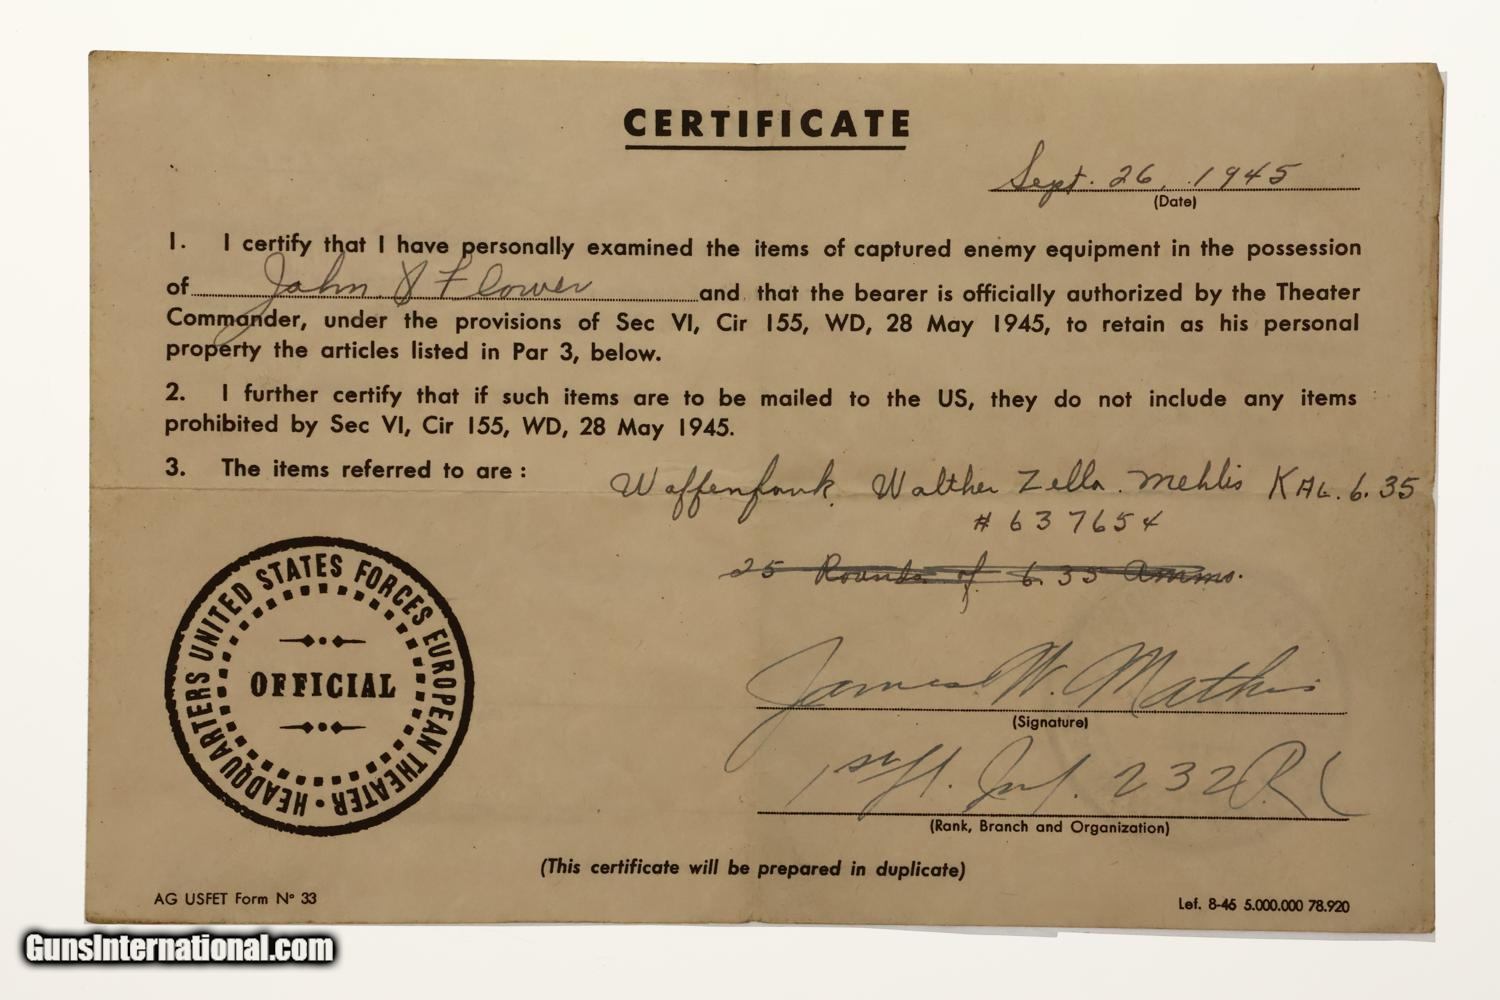 CERTIFICATE
Sept. 26, 1945
(Date)
1. I certify that I have personally examined the items of captured enemy equipment in the possession
of John Flower and that the bearer is officially authorized by the Theater
Commander, under the provisions of Sec VI, Cir 155, WD, 28 May 1945, to retain as his personal
property the articles listed in Par 3, below.
2. I further certify that if such items are to be mailed to the US, they do not include any items
prohibited by Sec VI, Cir 155, WD, 28 May 1945.
3. The items referred to are : Walther Zella. Mehlis KAL. 6.35
# 637654
25 Rounds of 6.35 ammo.
HEADQUARTERS UNITED STATES FORCES EUROPEAN THEATER •
OFFICIAL
James W. Mathis
(Signature)
1st Lt. Inf. 232
(Rank, Branch and Organization)
(This certificate will be prepared in duplicate)
AG USFET Form N° 33
Lef. 8-45 5.000.000 78.920
GunsInternational.com